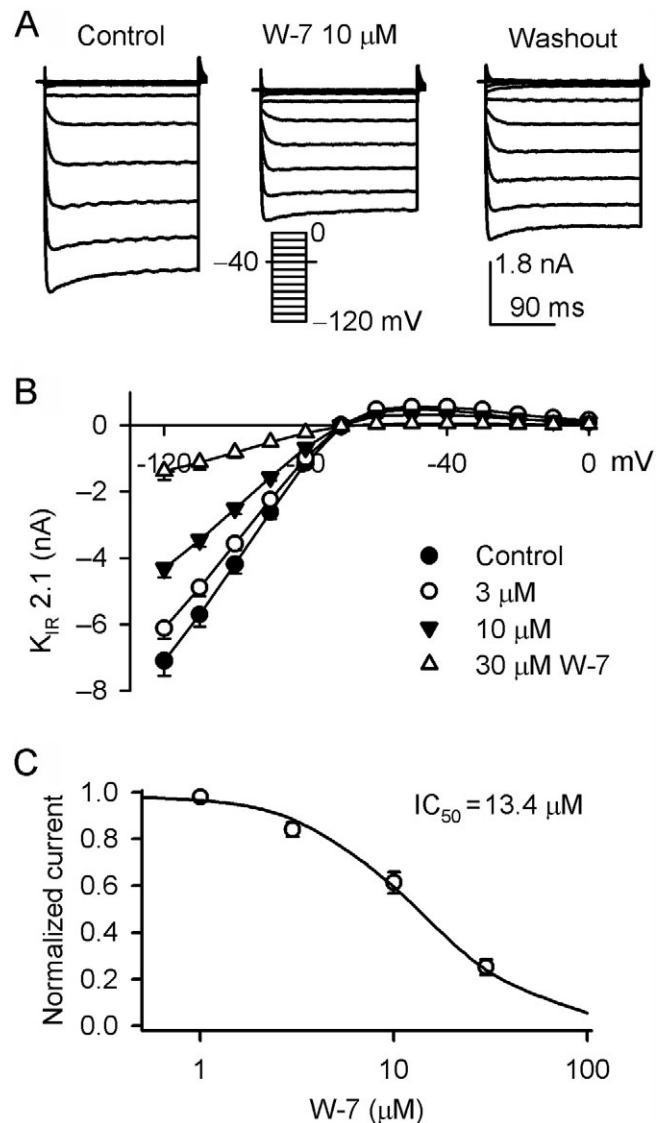 A
Control
W-7 10 μM
Washout
0
−40
−120 mV
1.8 nA
90 ms
B
0
−2
−4
−6
−8
K_IR 2.1 (nA)
−120
−40
0
mV
Control
3 μM
10 μM
30 μM W-7
C
1.0
0.8
0.6
0.4
0.2
0.0
Normalized current
IC₅₀ = 13.4 μM
1
10
100
W-7 (μM)